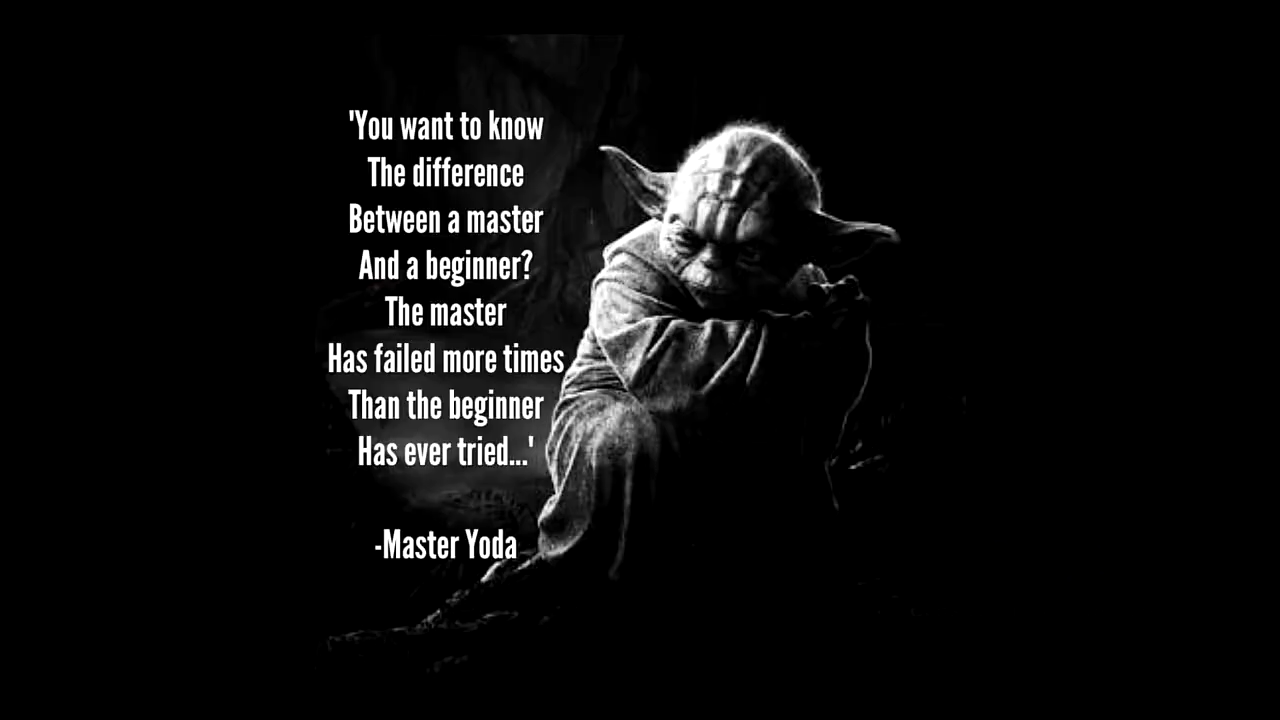 'You want to know
The difference
Between a master
And a beginner?
The master
Has failed more times
Than the beginner
Has ever tried...'
-Master Yoda